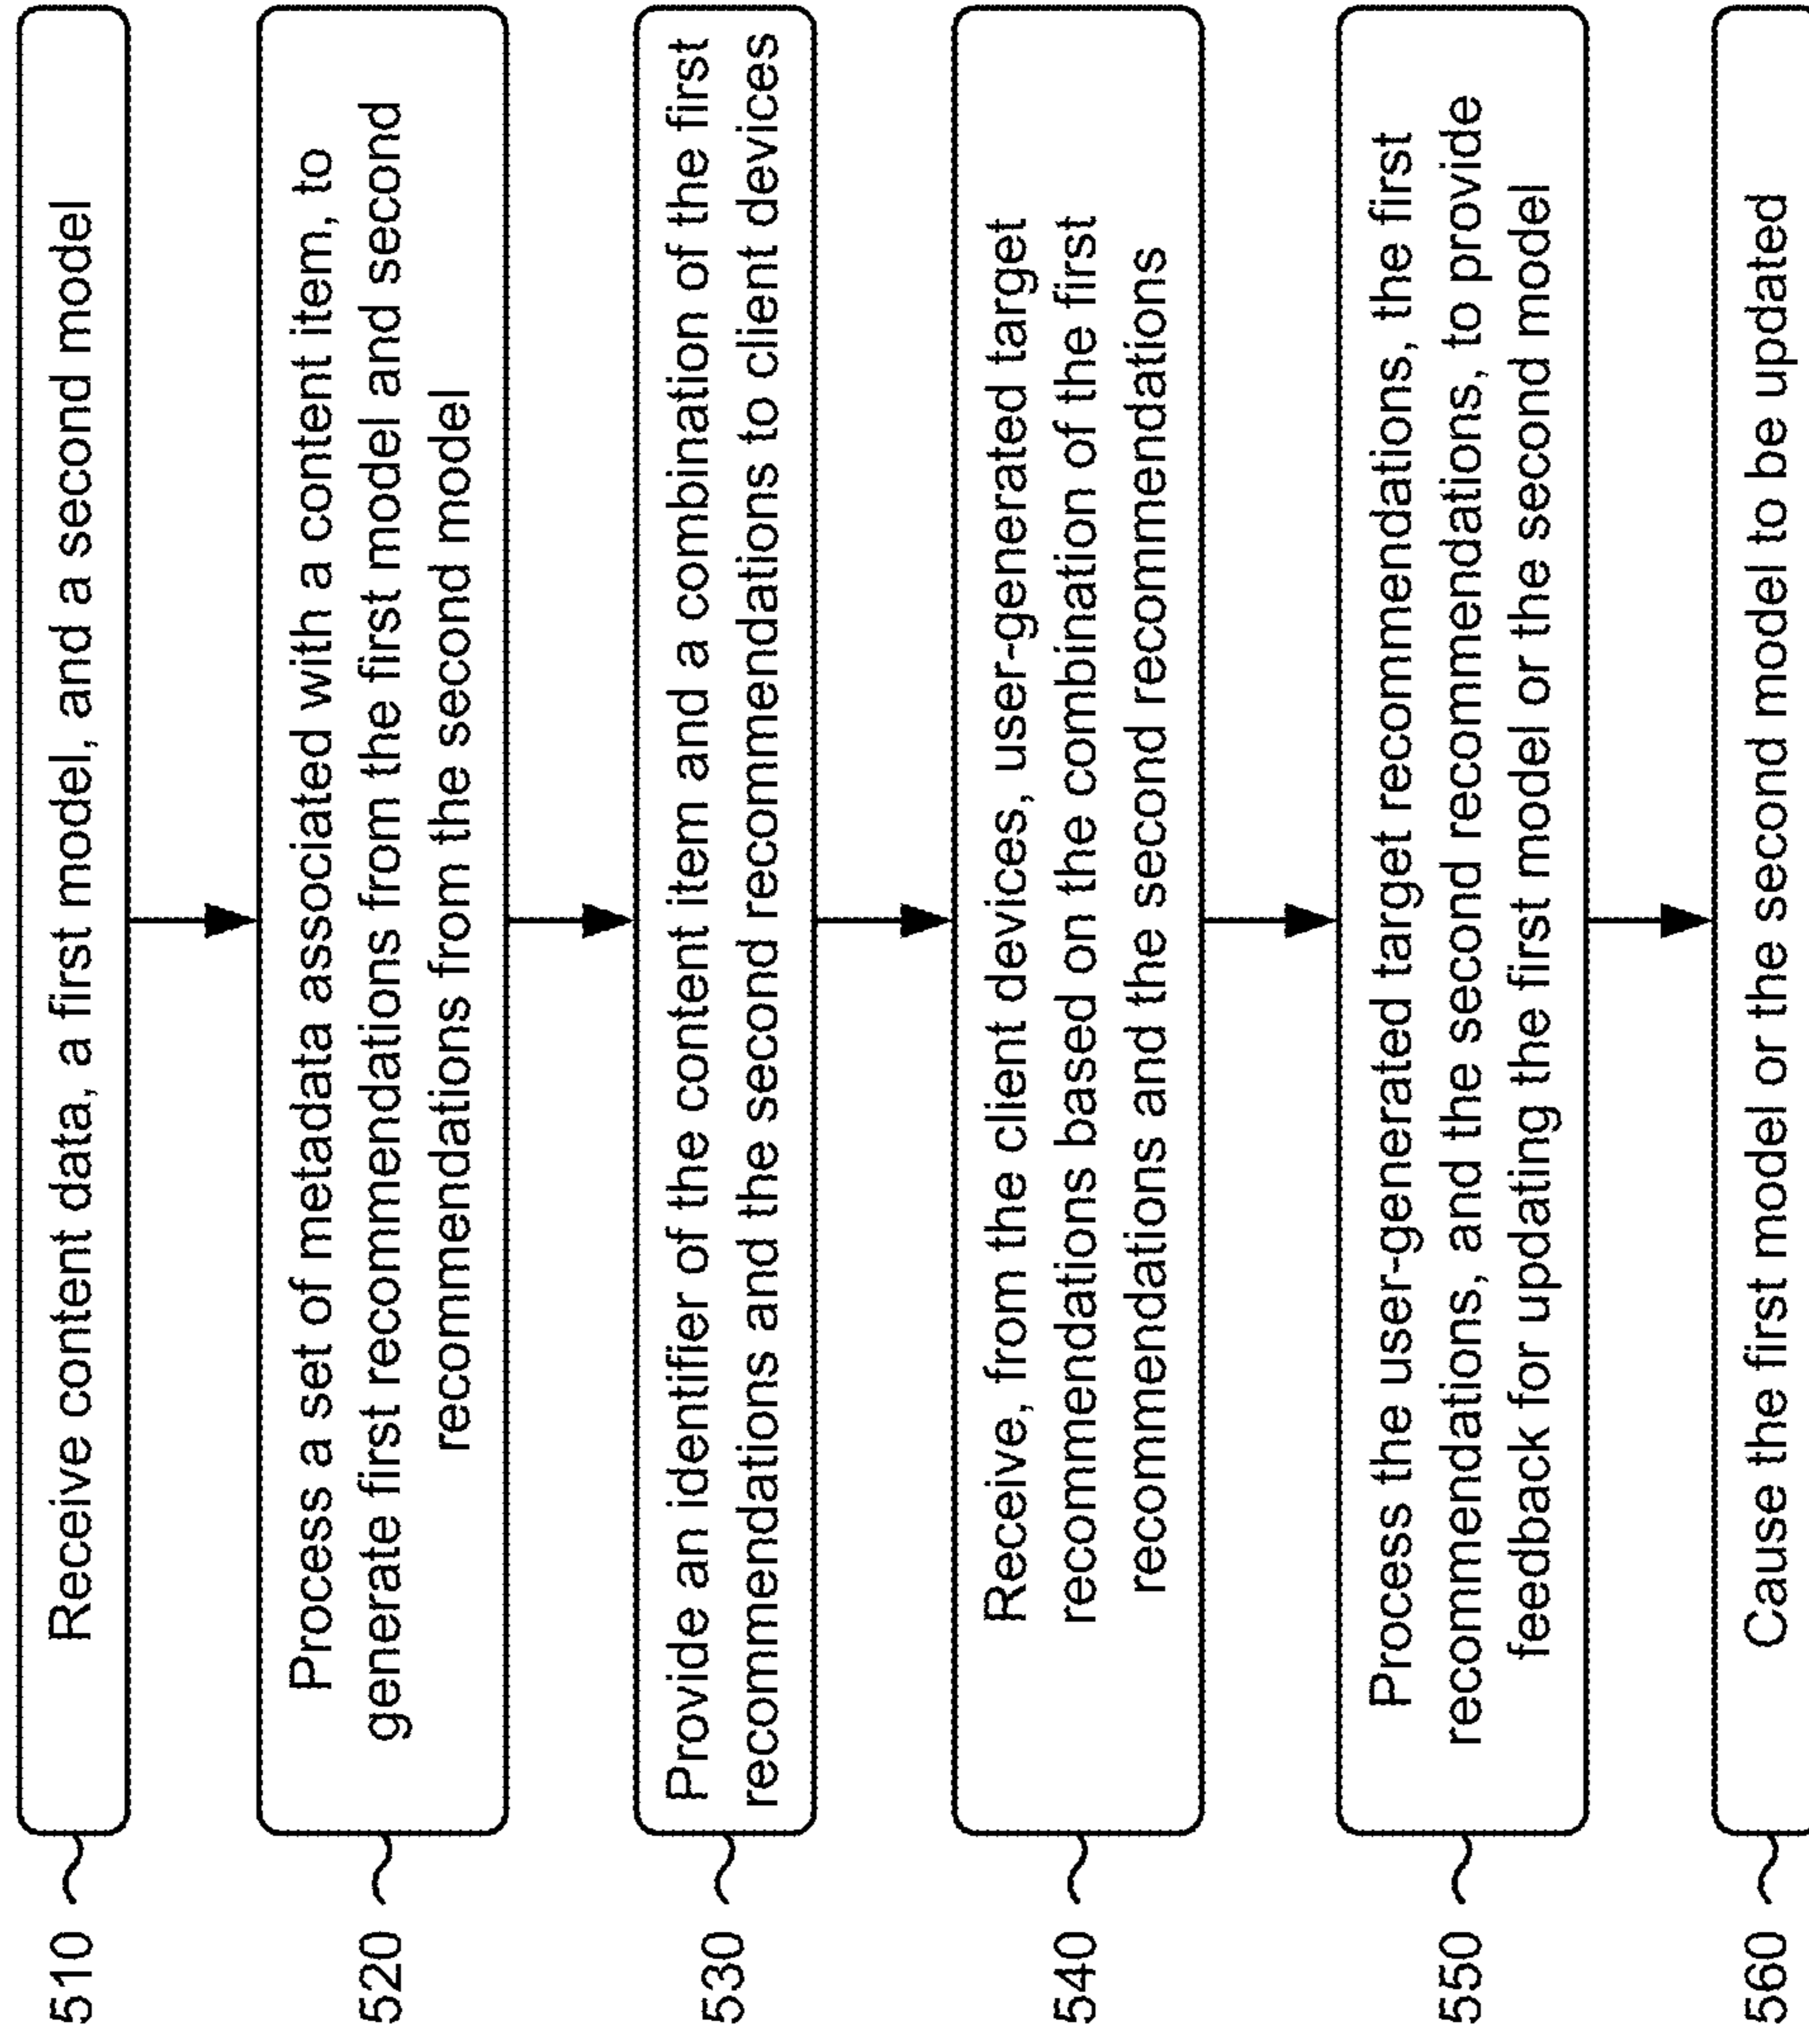 510
Receive content data, a first model, and a second model
520
Process a set of metadata associated with a content item, to
generate first recommendations from the first model and second
recommendations from the second model
530
Provide an identifier of the content item and a combination of the first
recommendations and the second recommendations to client devices
540
Receive, from the client devices, user-generated target
recommendations based on the combination of the first
recommendations and the second recommendations
550
Process the user-generated target recommendations, the first
recommendations, and the second recommendations, to provide
feedback for updating the first model or the second model
560
Cause the first model or the second model to be updated